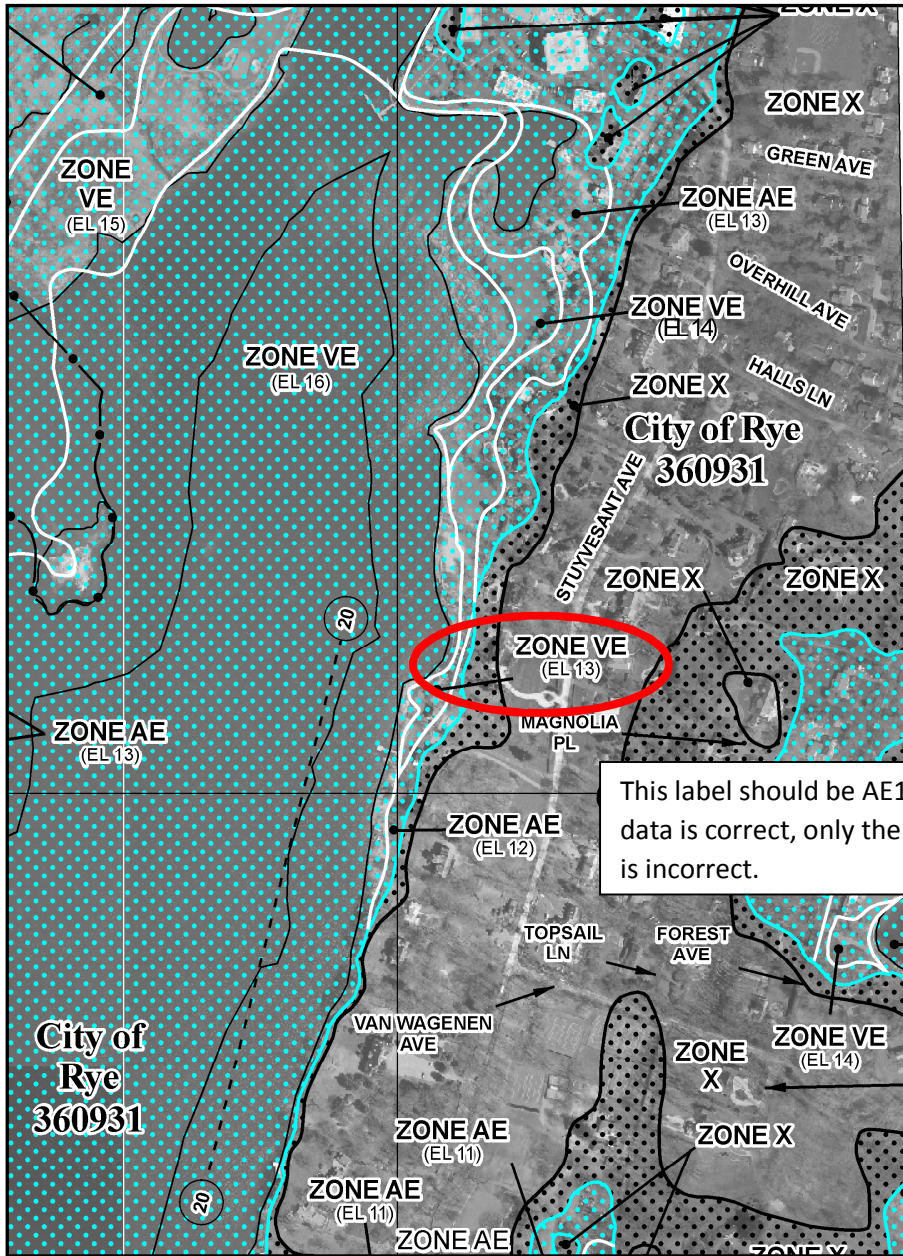 ZONE X
ZONE X
GREEN AVE
ZONE
VE
(EL 15)
ZONE AE
(EL 13)
OVERHILL AVE
ZONE VE
(EL 14)
ZONE VE
(EL 16)
HALLS LN
ZONE X
City of Rye
360931
STUYVESANT AVE
ZONE X
ZONE X
20
ZONE VE
(EL 13)
MAGNOLIA
PL
ZONE AE
(EL 13)
This label should be AE1
data is correct, only the
is incorrect.
ZONE AE
(EL 12)
TOPSAIL
LN
FOREST
AVE
VAN WAGENEN
AVE
City of
Rye
360931
ZONE
X
ZONE VE
(EL 14)
ZONE AE
(EL 11)
ZONE X
ZONE AE
(EL 11)
20
ZONE AE
ZONE X